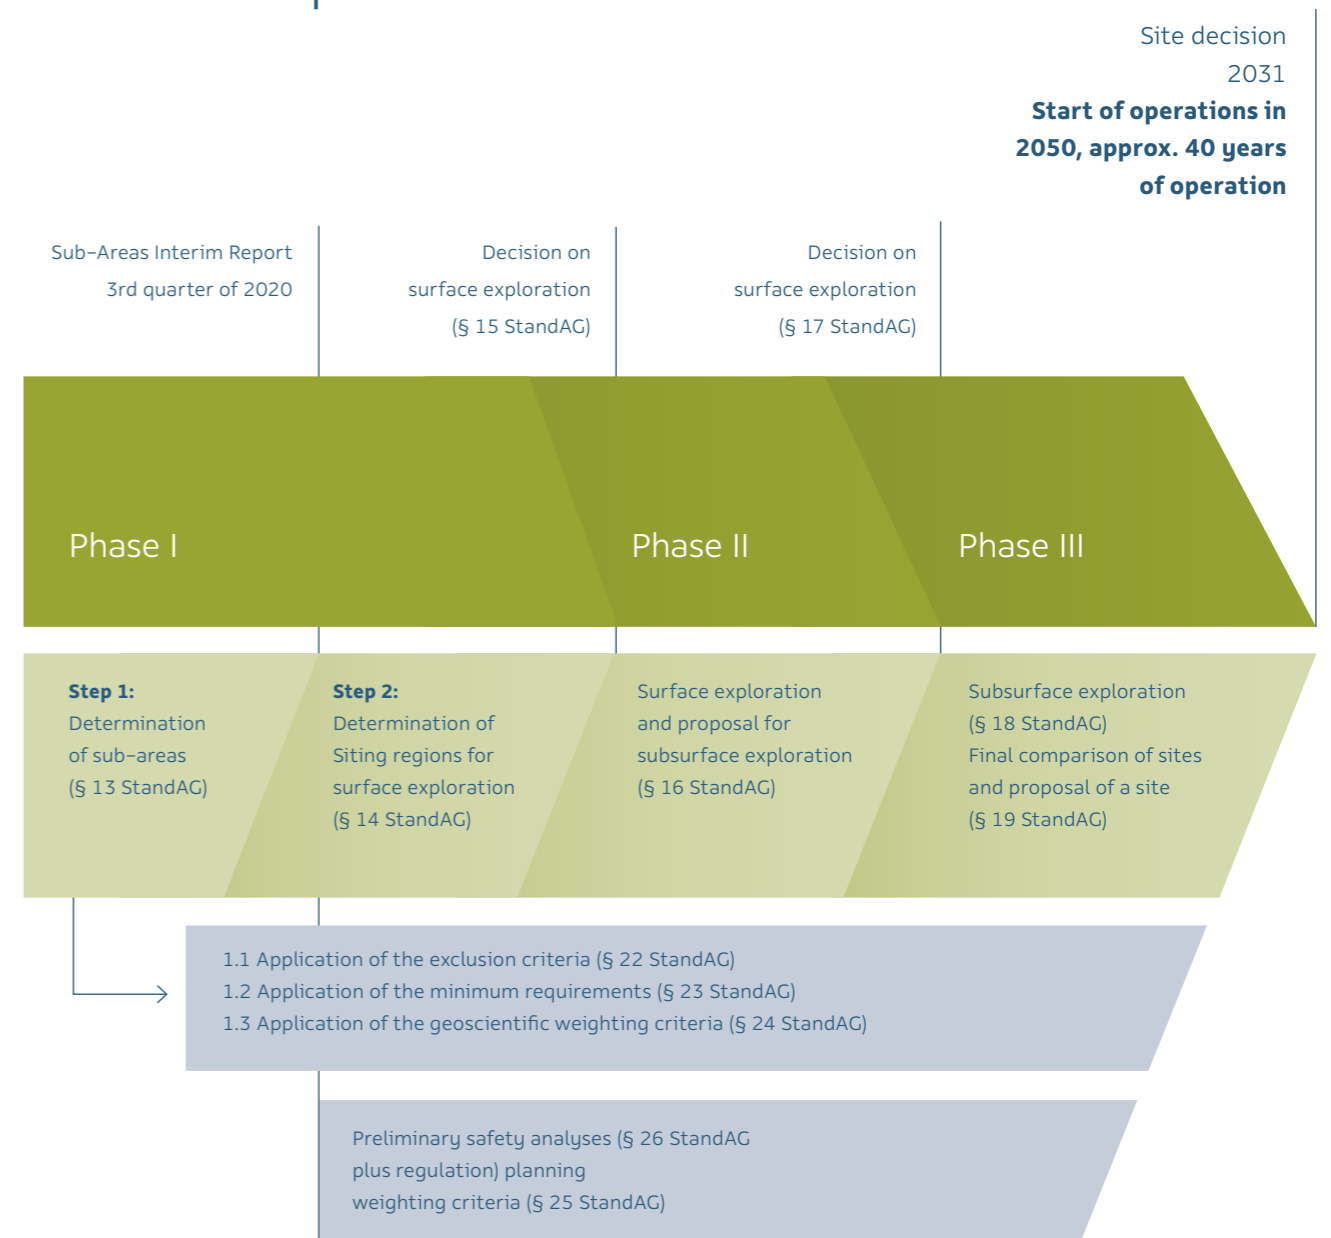 Site decision
2031
Start of operations in
2050, approx. 40 years
of operation
Sub-Areas Interim Report
3rd quarter of 2020
Decision on
surface exploration
(§ 15 StandAG)
Decision on
surface exploration
(§ 17 StandAG)
Phase I
Phase II
Phase III
Step 1:
Determination
of sub-areas
(§ 13 StandAG)
Step 2:
Determination of
Siting regions for
surface exploration
(§ 14 StandAG)
Surface exploration
and proposal for
subsurface exploration
(§ 16 StandAG)
Subsurface exploration
(§ 18 StandAG)
Final comparison of sites
and proposal of a site
(§ 19 StandAG)
1.1 Application of the exclusion criteria (§ 22 StandAG)
1.2 Application of the minimum requirements (§ 23 StandAG)
1.3 Application of the geoscientific weighting criteria (§ 24 StandAG)
Preliminary safety analyses (§ 26 StandAG
plus regulation) planning
weighting criteria (§ 25 StandAG)